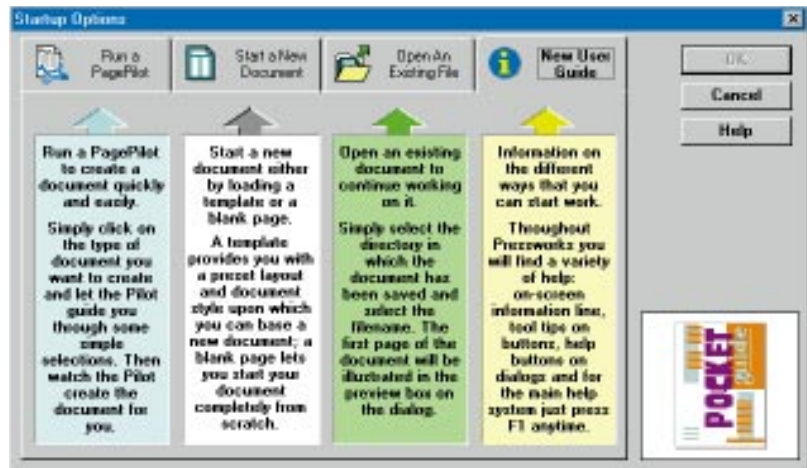 Startup Options
Run a
PagePilot
Start a New
Document
Open An
Existing File
New User
Guide
OK
Cancel
Help
Run a PagePilot
to create a
document quickly
and easily.
Simply click on
the type of
document you
want to create
and let the Pilot
guide you
through some
simple
selections. Then
watch the Pilot
create the
document for
you.
Start a new
document either
by loading a
template or a
blank page.
A template
provides you with
a preset layout
and document
style upon which
you can base a
new document; a
blank page lets
you start your
document
completely from
scratch.
Open an existing
document to
continue working
on it.
Simply select the
directory in
which the
document has
been saved and
select the
filename. The
first page of the
document will be
illustrated in the
preview box on
the dialog.
Information on
the different
ways that you
can start work.
Throughout
Pressworks you
will find a variety
of help:
on-screen
information line,
tool tips on
buttons, help
buttons on
dialogs and for
the main help
system just press
F1 anytime.
POCKET
guide